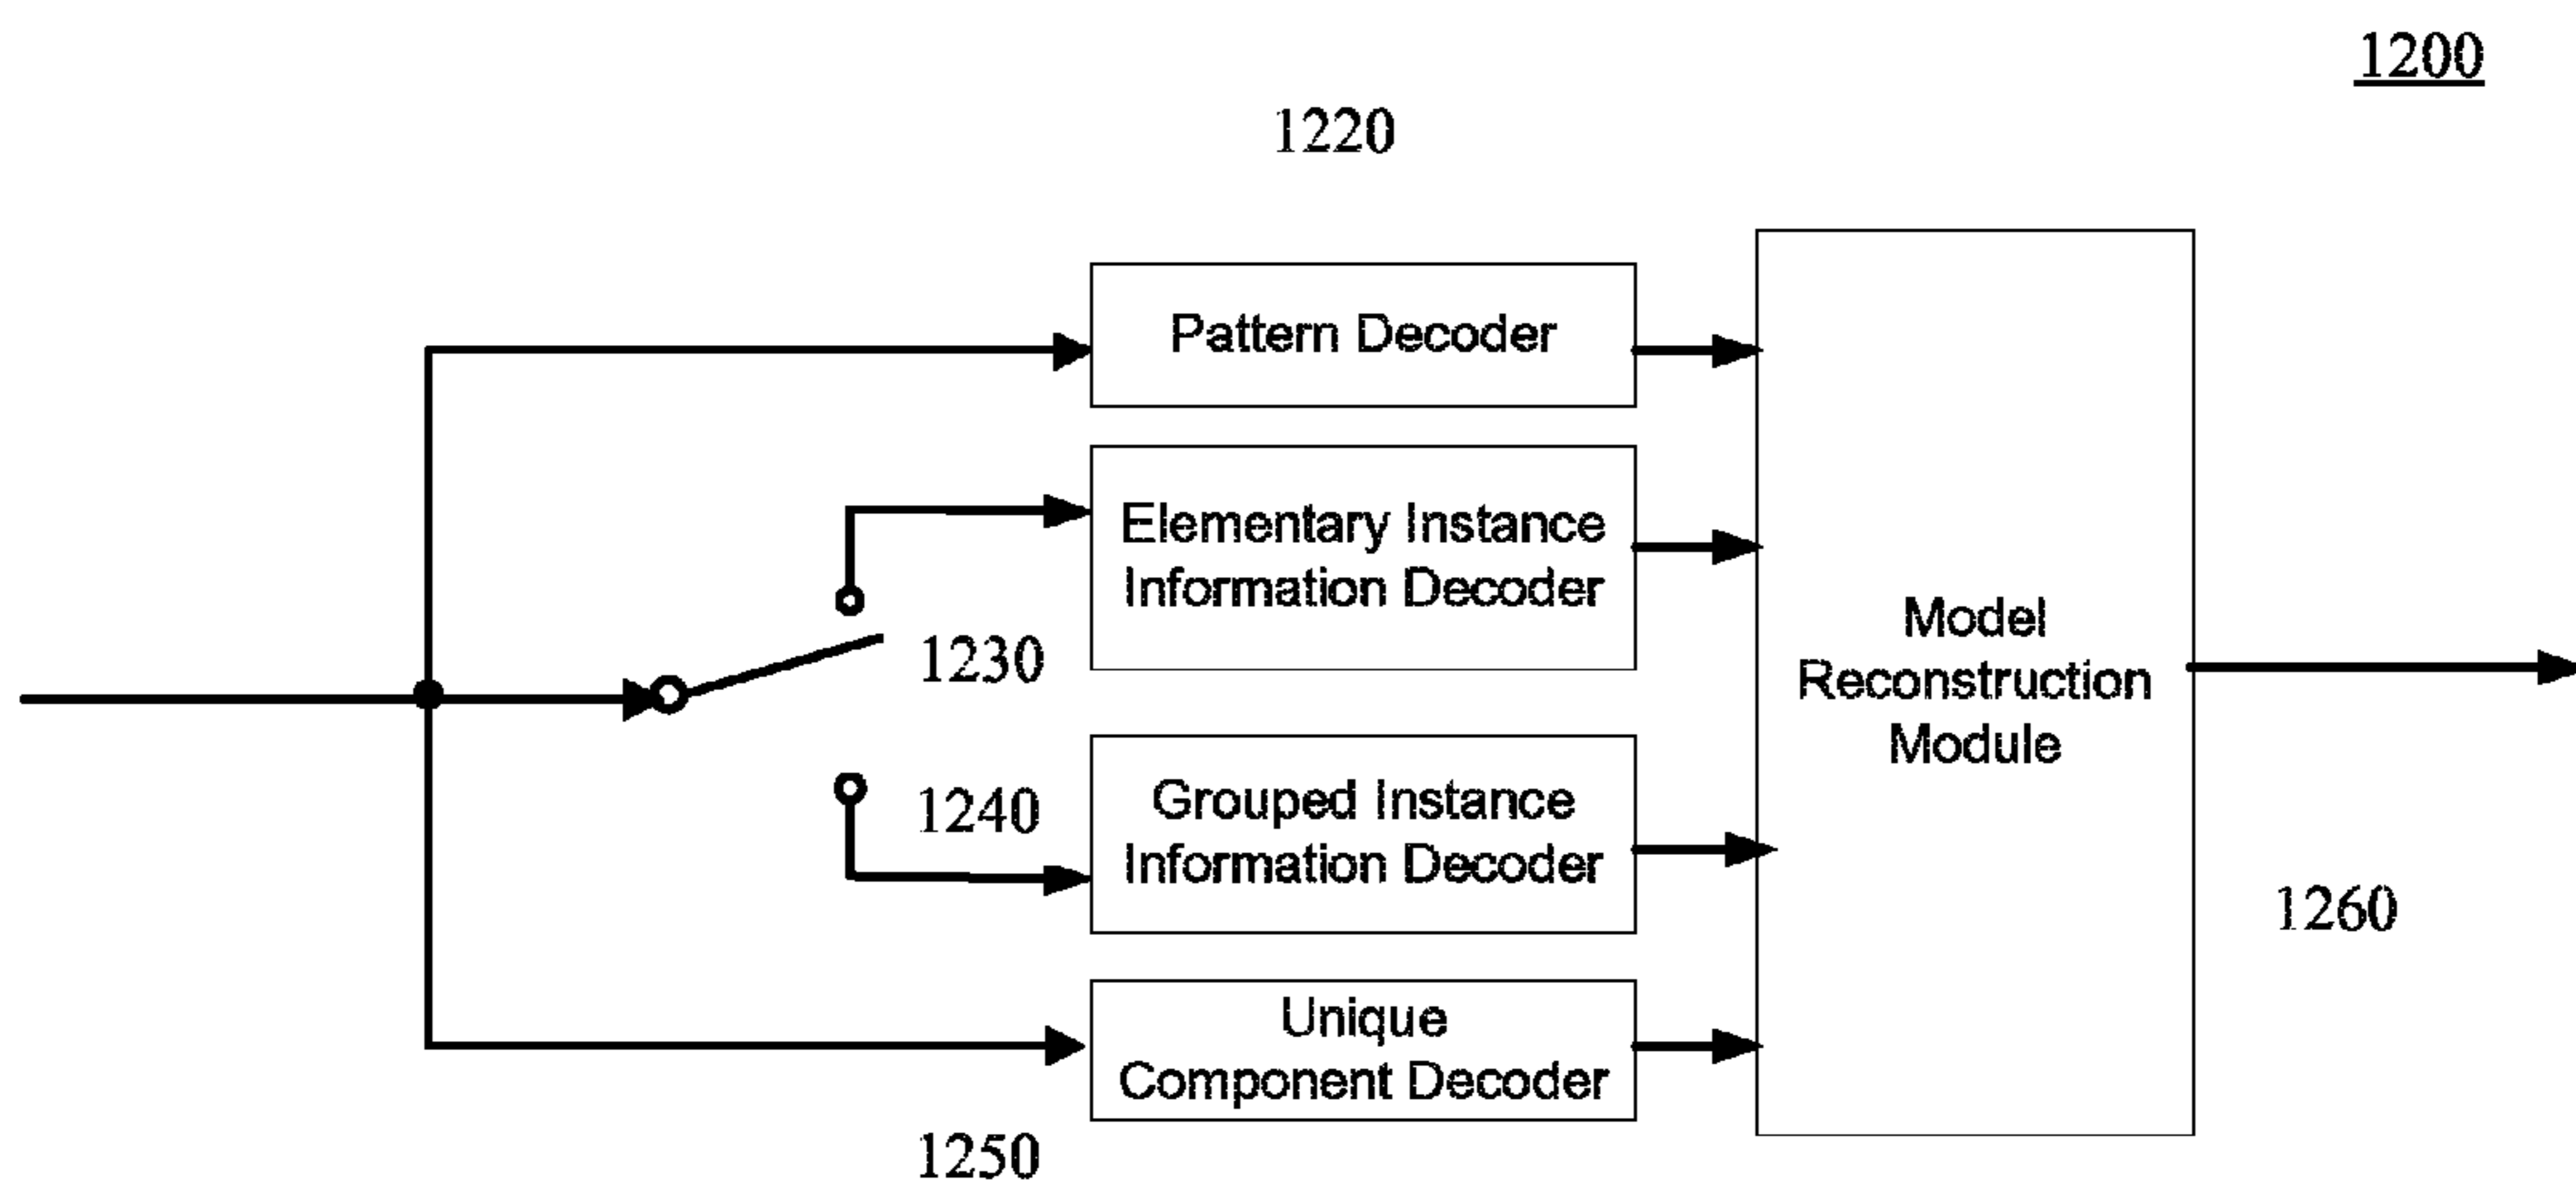 1200
1220
Pattern Decoder
Elementary Instance
Information Decoder
1230
Model
Reconstruction
Module
1240
Grouped Instance
Information Decoder
1260
Unique
Component Decoder
1250